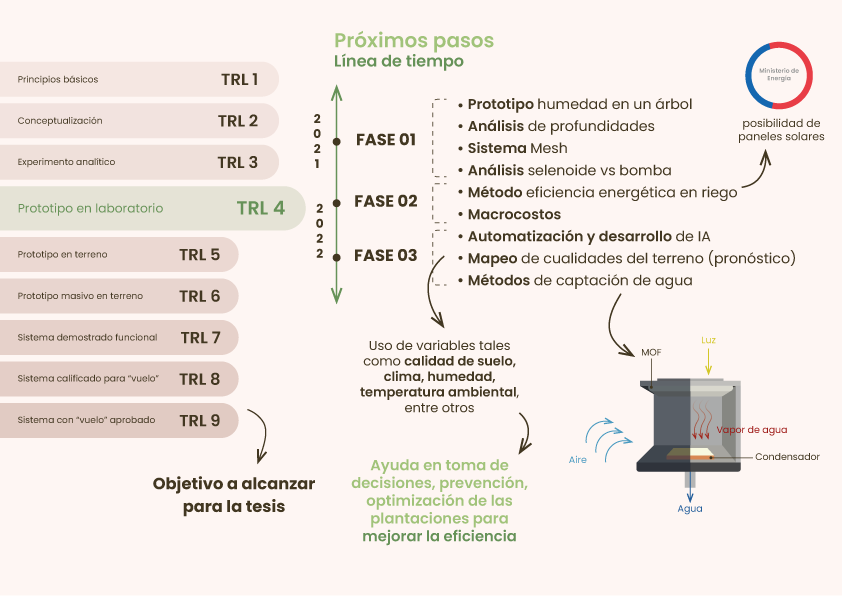 Próximos pasos
Línea de tiempo
Principios básicos TRL 1
Conceptualización TRL 2
Experimento analítico TRL 3
Prototipo en laboratorio TRL 4
Prototipo en terreno TRL 5
Prototipo masivo en terreno TRL 6
Sistema demostrado funcional TRL 7
Sistema calificado para “vuelo” TRL 8
Sistema con “vuelo” aprobado TRL 9
Objetivo a alcanzar
para la tesis
2021
2022
FASE 01
FASE 02
FASE 03
• Prototipo humedad en un árbol
• Análisis de profundidades
• Sistema Mesh
• Análisis selenoide vs bomba
• Método eficiencia energética en riego
• Macrocostos
• Automatización y desarrollo de IA
• Mapeo de cualidades del terreno (pronóstico)
• Métodos de captación de agua
Ministerio de
Energía
posibilidad de
paneles solares
Uso de variables tales
como calidad de suelo,
clima, humedad,
temperatura ambiental,
entre otros
Ayuda en toma de
decisiones, prevención,
optimización de las
plantaciones para
mejorar la eficiencia
Luz
MOF
Vapor de agua
Condensador
Aire
Agua